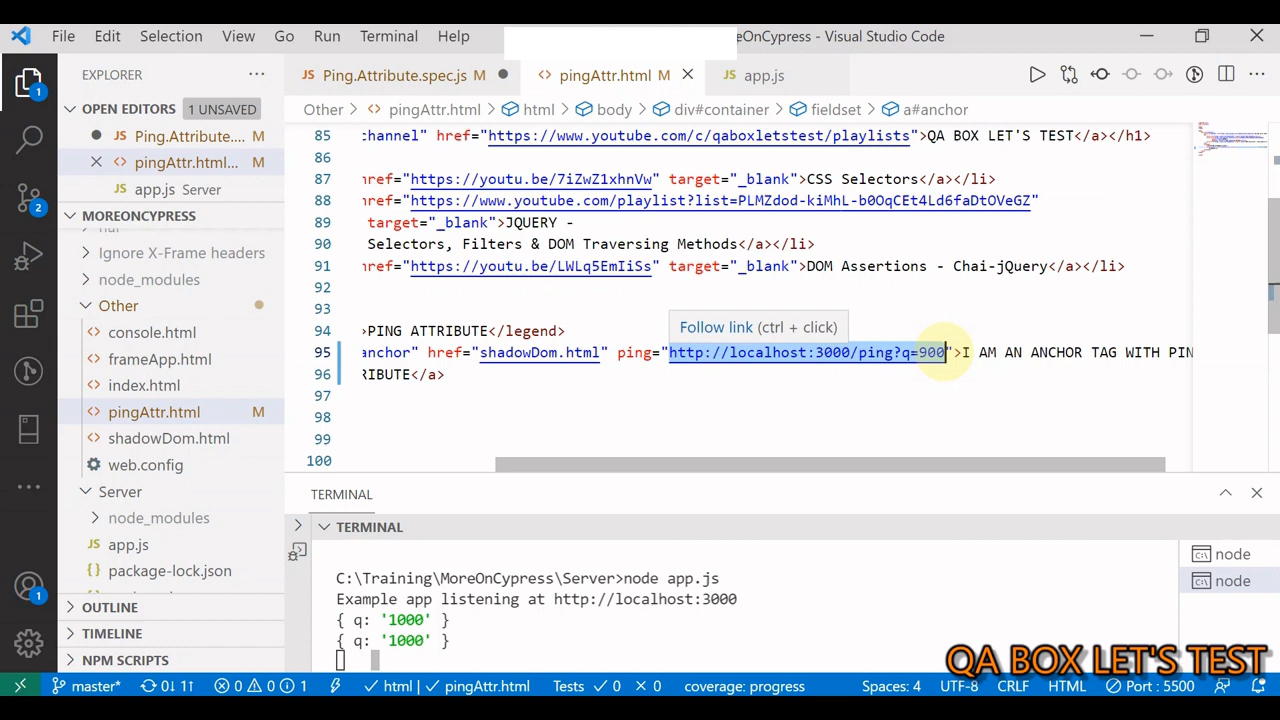 File Edit Selection View Go Run Terminal Help
oreOnCypress - Visual Studio Code
EXPLORER
Ping.Attribute.spec.js M
pingAttr.html M
app.js
OPEN EDITORS 1 UNSAVED
Other > pingAttr.html > html > body > div#container > fieldset > a#anchor
Ping.Attribute.... M
pingAttr.html... M
app.js Server
MOREONCYPRESS
Ignore X-Frame headers
node_modules
Other
console.html
frameApp.html
index.html
pingAttr.html M
shadowDom.html
web.config
Server
node_modules
app.js
package-lock.json
OUTLINE
TIMELINE
NPM SCRIPTS
85 channel" href="https://www.youtube.com/c/qaboxletstest/playlists">QA BOX LET'S TEST</a></h1>
86
87 href="https://youtu.be/7iZwZ1xhnVw" target="_blank">CSS Selectors</a></li>
88 href="https://www.youtube.com/playlist?list=PLMZdod-kiMhL-b0OqCEt4Ld6faDtOVeGZ"
89 target="_blank">JQUERY -
90 Selectors, Filters & DOM Traversing Methods</a></li>
91 href="https://youtu.be/LWLq5EmIiSs" target="_blank">DOM Assertions - Chai-jQuery</a></li>
92
93
94 >PING ATTRIBUTE</legend>
Follow link (ctrl + click)
95 anchor" href="shadowDom.html" ping="http://localhost:3000/ping?q=900">I AM AN ANCHOR TAG WITH PIN
96 RIBUTE</a>
97
98
99
100
TERMINAL
TERMINAL
C:\Training\MoreOnCypress\Server>node app.js
Example app listening at http://localhost:3000
{ q: '1000' }
{ q: '1000' }
node
node
QA BOX LET'S TEST
1
2
1
master* 0↓ 1↑ 0 0 1 html | pingAttr.html Tests 0 0 coverage: progress Spaces: 4 UTF-8 CRLF HTML Port : 5500